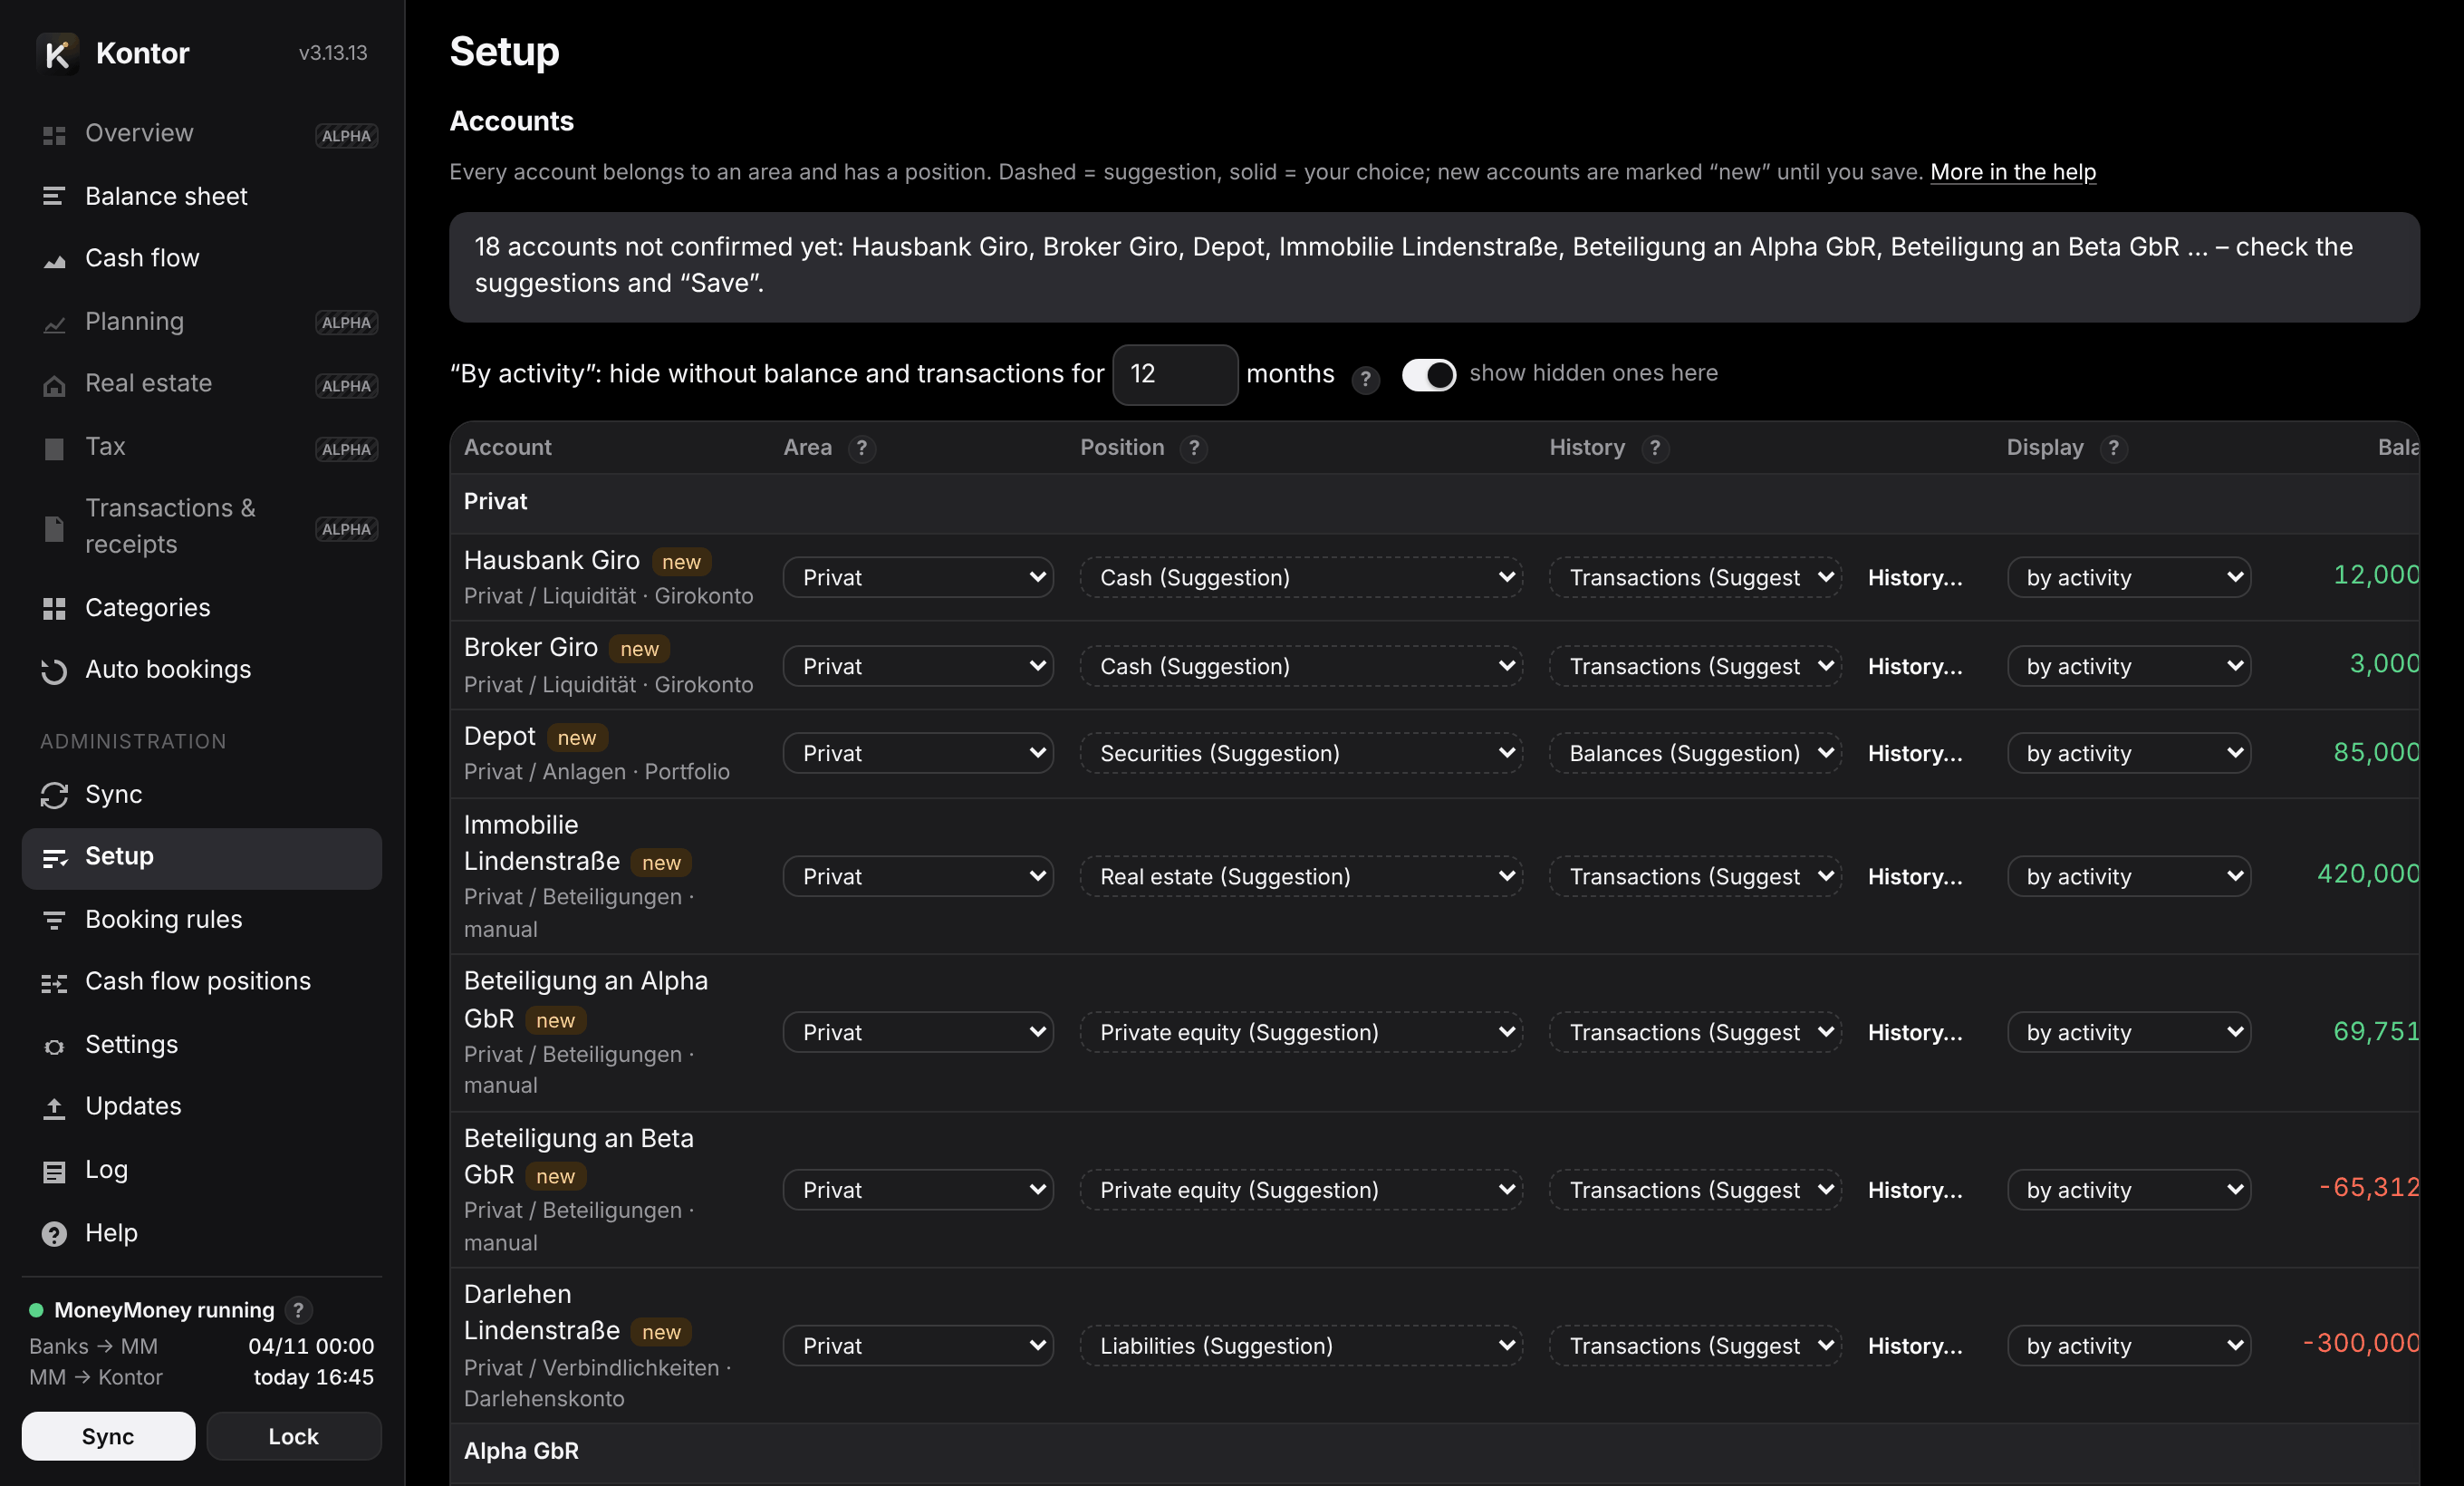 Kontor v3.13.13
Overview ALPHA
Balance sheet
Cash flow
Planning ALPHA
Real estate ALPHA
Tax ALPHA
Transactions &
receipts ALPHA
Categories
Auto bookings
ADMINISTRATION
Sync
Setup
Booking rules
Cash flow positions
Settings
Updates
Log
Help
MoneyMoney running ?
Banks → MM 04/11 00:00
MM → Kontor today 16:45
Sync Lock
Setup
Accounts
Every account belongs to an area and has a position. Dashed = suggestion, solid = your choice; new accounts are marked “new” until you save. More in the help
18 accounts not confirmed yet: Hausbank Giro, Broker Giro, Depot, Immobilie Lindenstraße, Beteiligung an Alpha GbR, Beteiligung an Beta GbR ... – check the
suggestions and “Save”.
“By activity”: hide without balance and transactions for 12 months ? show hidden ones here
Account Area ? Position ? History ? Display ? Bala
Privat
Hausbank Giro new
Privat / Liquidität · Girokonto
Privat Cash (Suggestion) Transactions (Suggest History... by activity 12,000
Broker Giro new
Privat / Liquidität · Girokonto
Privat Cash (Suggestion) Transactions (Suggest History... by activity 3,000
Depot new
Privat / Anlagen · Portfolio
Privat Securities (Suggestion) Balances (Suggestion) History... by activity 85,000
Immobilie
Lindenstraße new
Privat / Beteiligungen ·
manual
Privat Real estate (Suggestion) Transactions (Suggest History... by activity 420,000
Beteiligung an Alpha
GbR new
Privat / Beteiligungen ·
manual
Privat Private equity (Suggestion) Transactions (Suggest History... by activity 69,751
Beteiligung an Beta
GbR new
Privat / Beteiligungen ·
manual
Privat Private equity (Suggestion) Transactions (Suggest History... by activity -65,312
Darlehen
Lindenstraße new
Privat / Verbindlichkeiten ·
Darlehenskonto
Privat Liabilities (Suggestion) Transactions (Suggest History... by activity -300,000
Alpha GbR